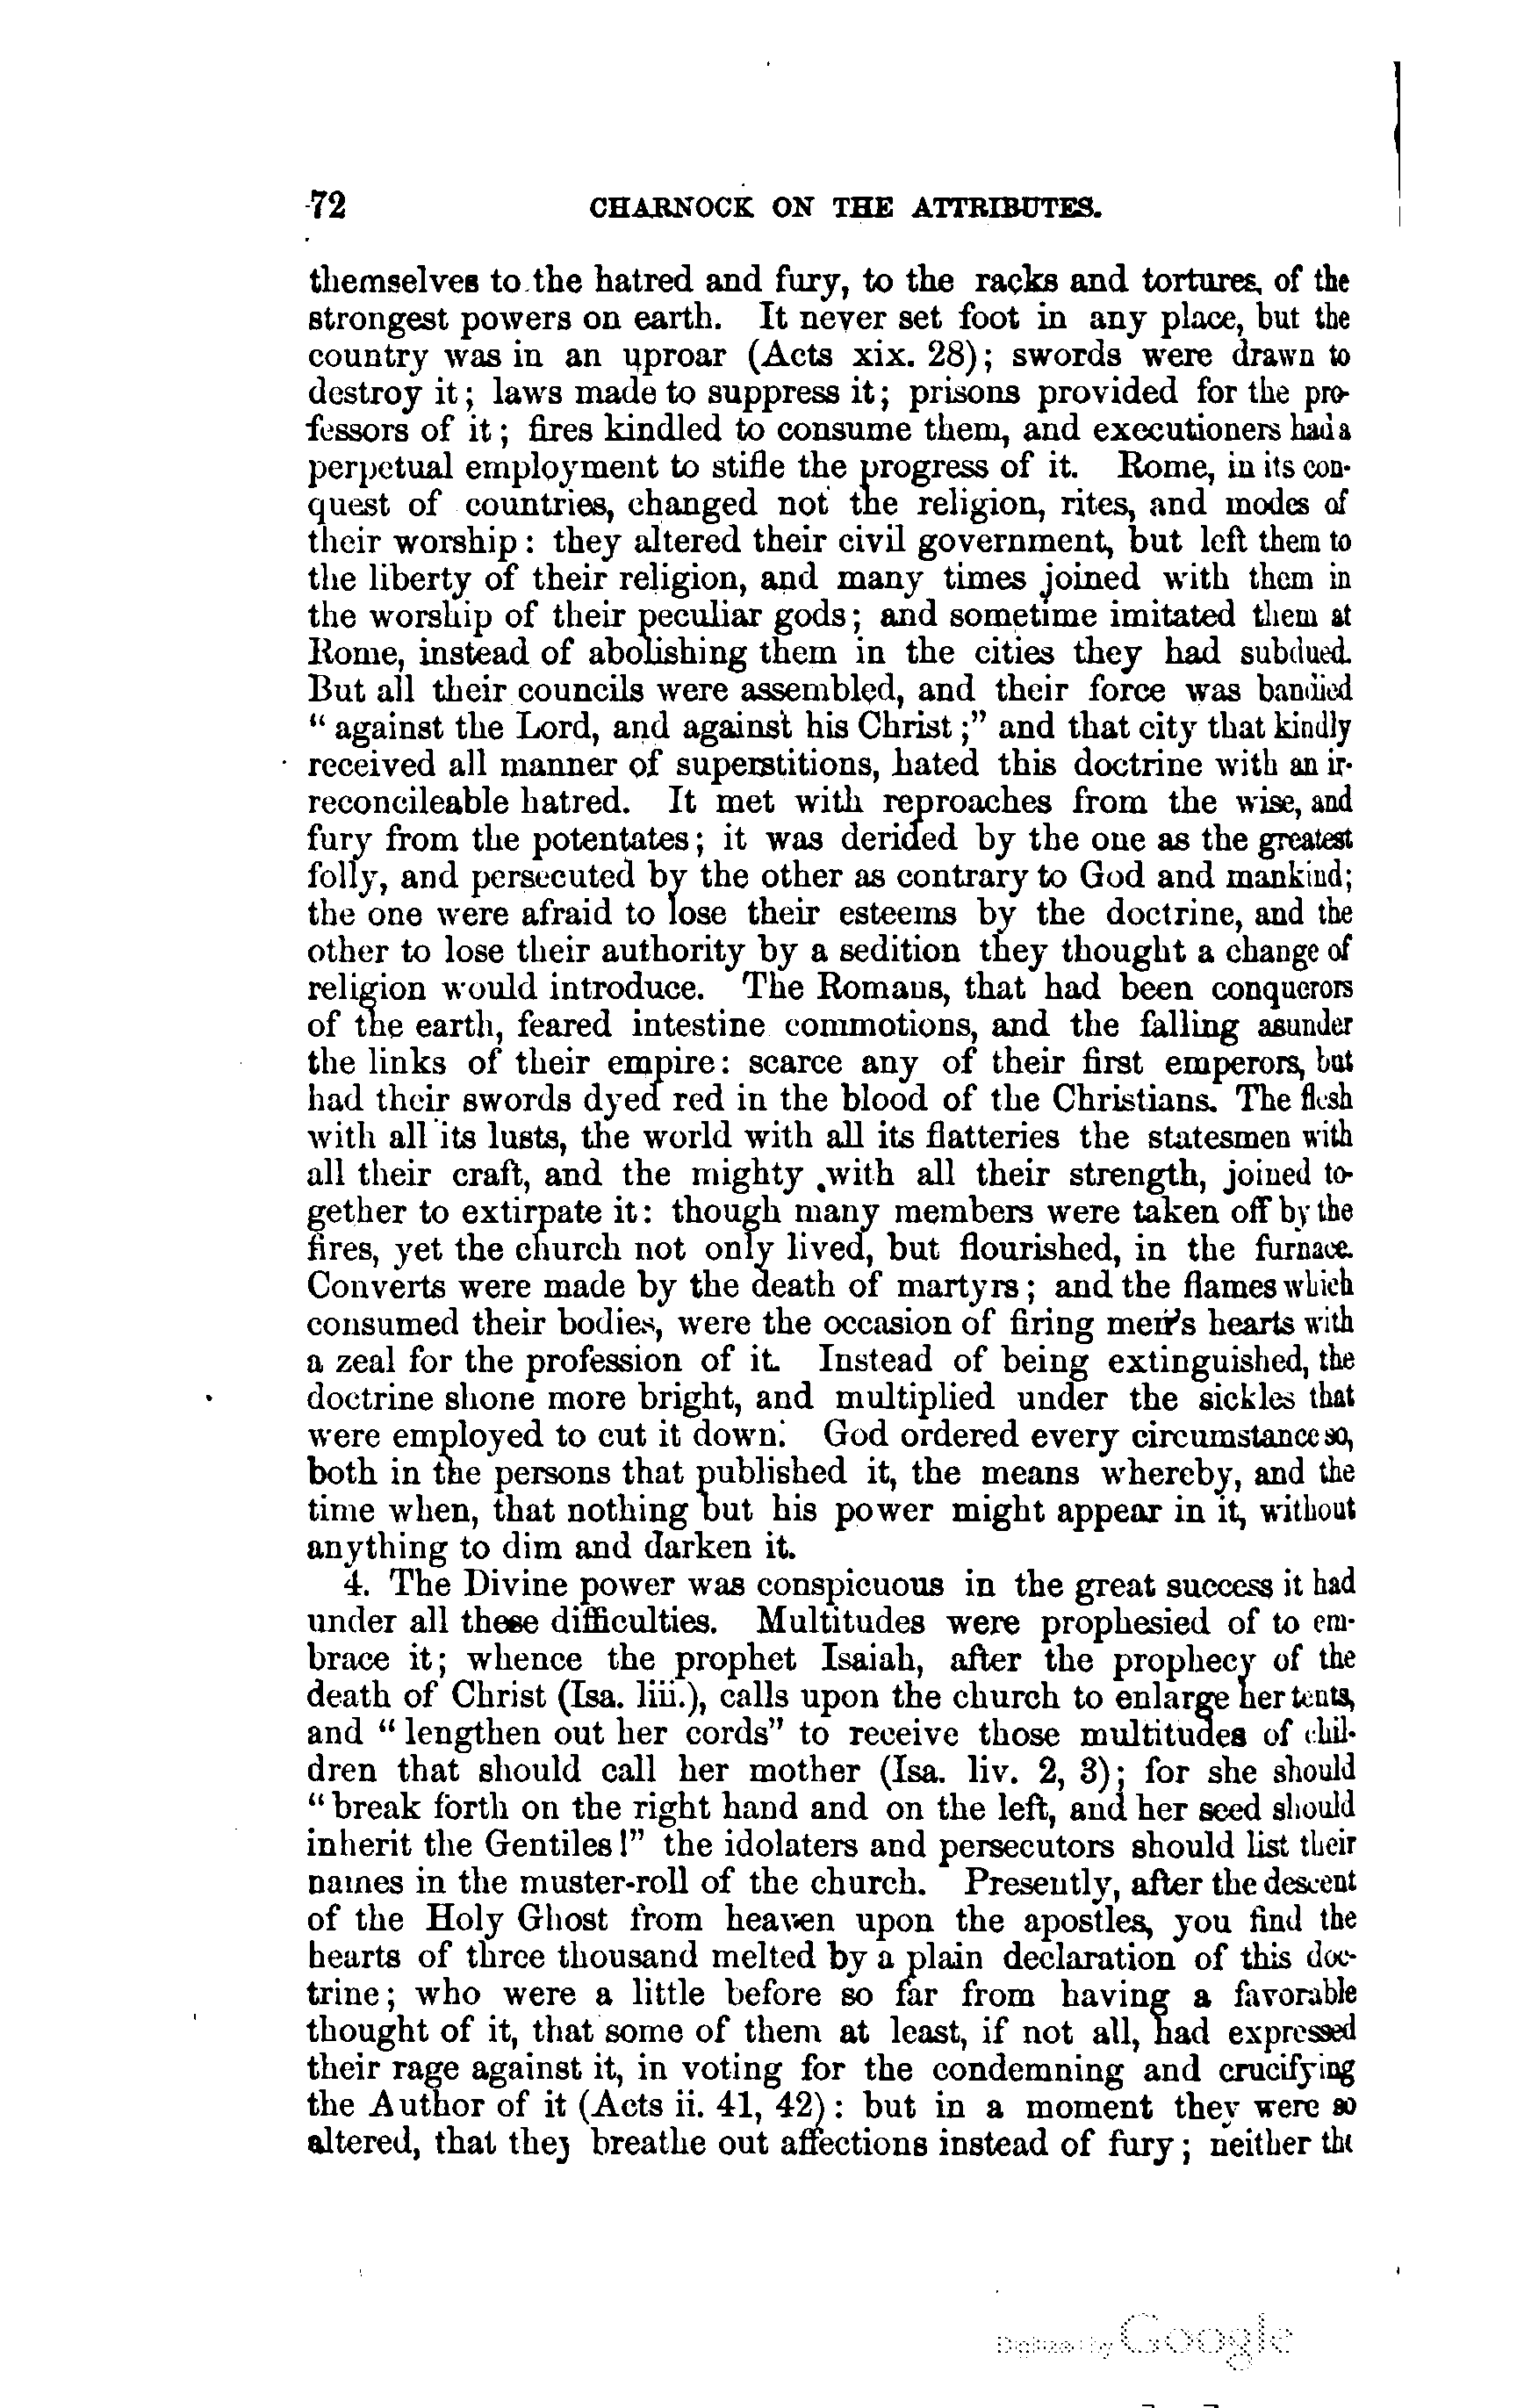 72 CHARNOCK ON THE ATTRIBUTES.
themselves to the hatred and fury, to the racks and tortures, of the
strongest powers on earth. It never set foot in any place, but the
country was in an uproar (Acts xix. 28); swords were drawn to
destroy it; laws made to suppress it; prisons provided for the pro-
fessors of it; fires kindled to consume them, and executioners had a
perpetual employment to stifle the progress of it. Rome, in its con-
quest of countries, changed not the religion, rites, and modes of
their worship: they altered their civil government, but left them to
the liberty of their religion, and many times joined with them in
the worship of their peculiar gods; and sometime imitated them at
Rome, instead of abolishing them in the cities they had subdued.
But all their councils were assembled, and their force was bandied
“against the Lord, and against his Christ;” and that city that kindly
received all manner of superstitions, hated this doctrine with an ir-
reconcileable hatred. It met with reproaches from the wise, and
fury from the potentates; it was derided by the one as the greatest
folly, and persecuted by the other as contrary to God and mankind;
the one were afraid to lose their esteems by the doctrine, and the
other to lose their authority by a sedition they thought a change of
religion would introduce. The Romans, that had been conquerors
of the earth, feared intestine commotions, and the falling asunder
the links of their empire: scarce any of their first emperors, but
had their swords dyed red in the blood of the Christians. The flesh
with all its lusts, the world with all its flatteries the statesmen with
all their craft, and the mighty with all their strength, joined to-
gether to extirpate it: though many members were taken off by the
fires, yet the church not only lived, but flourished, in the furnace.
Converts were made by the death of martyrs; and the flames which
consumed their bodies, were the occasion of firing men's hearts with
a zeal for the profession of it. Instead of being extinguished, the
doctrine shone more bright, and multiplied under the sickles that
were employed to cut it down. God ordered every circumstance so,
both in the persons that published it, the means whereby, and the
time when, that nothing but his power might appear in it, without
anything to dim and darken it.
4. The Divine power was conspicuous in the great success it had
under all these difficulties. Multitudes were prophesied of to em-
brace it; whence the prophet Isaiah, after the prophecy of the
death of Christ (Isa. liii.), calls upon the church to enlarge her tents,
and “lengthen out her cords” to receive those multitudes of chil-
dren that should call her mother (Isa. liv. 2, 3); for she should
“break forth on the right hand and on the left, and her seed should
inherit the Gentiles!” the idolaters and persecutors should list their
names in the muster-roll of the church. Presently, after the descent
of the Holy Ghost from heaven upon the apostles, you find the
hearts of three thousand melted by a plain declaration of this doc-
trine; who were a little before so far from having a favorable
thought of it, that some of them at least, if not all, had expressed
their rage against it, in voting for the condemning and crucifying
the Author of it (Acts ii. 41, 42): but in a moment they were so
altered, that they breathe out affections instead of fury; neither the
Digitized by Google